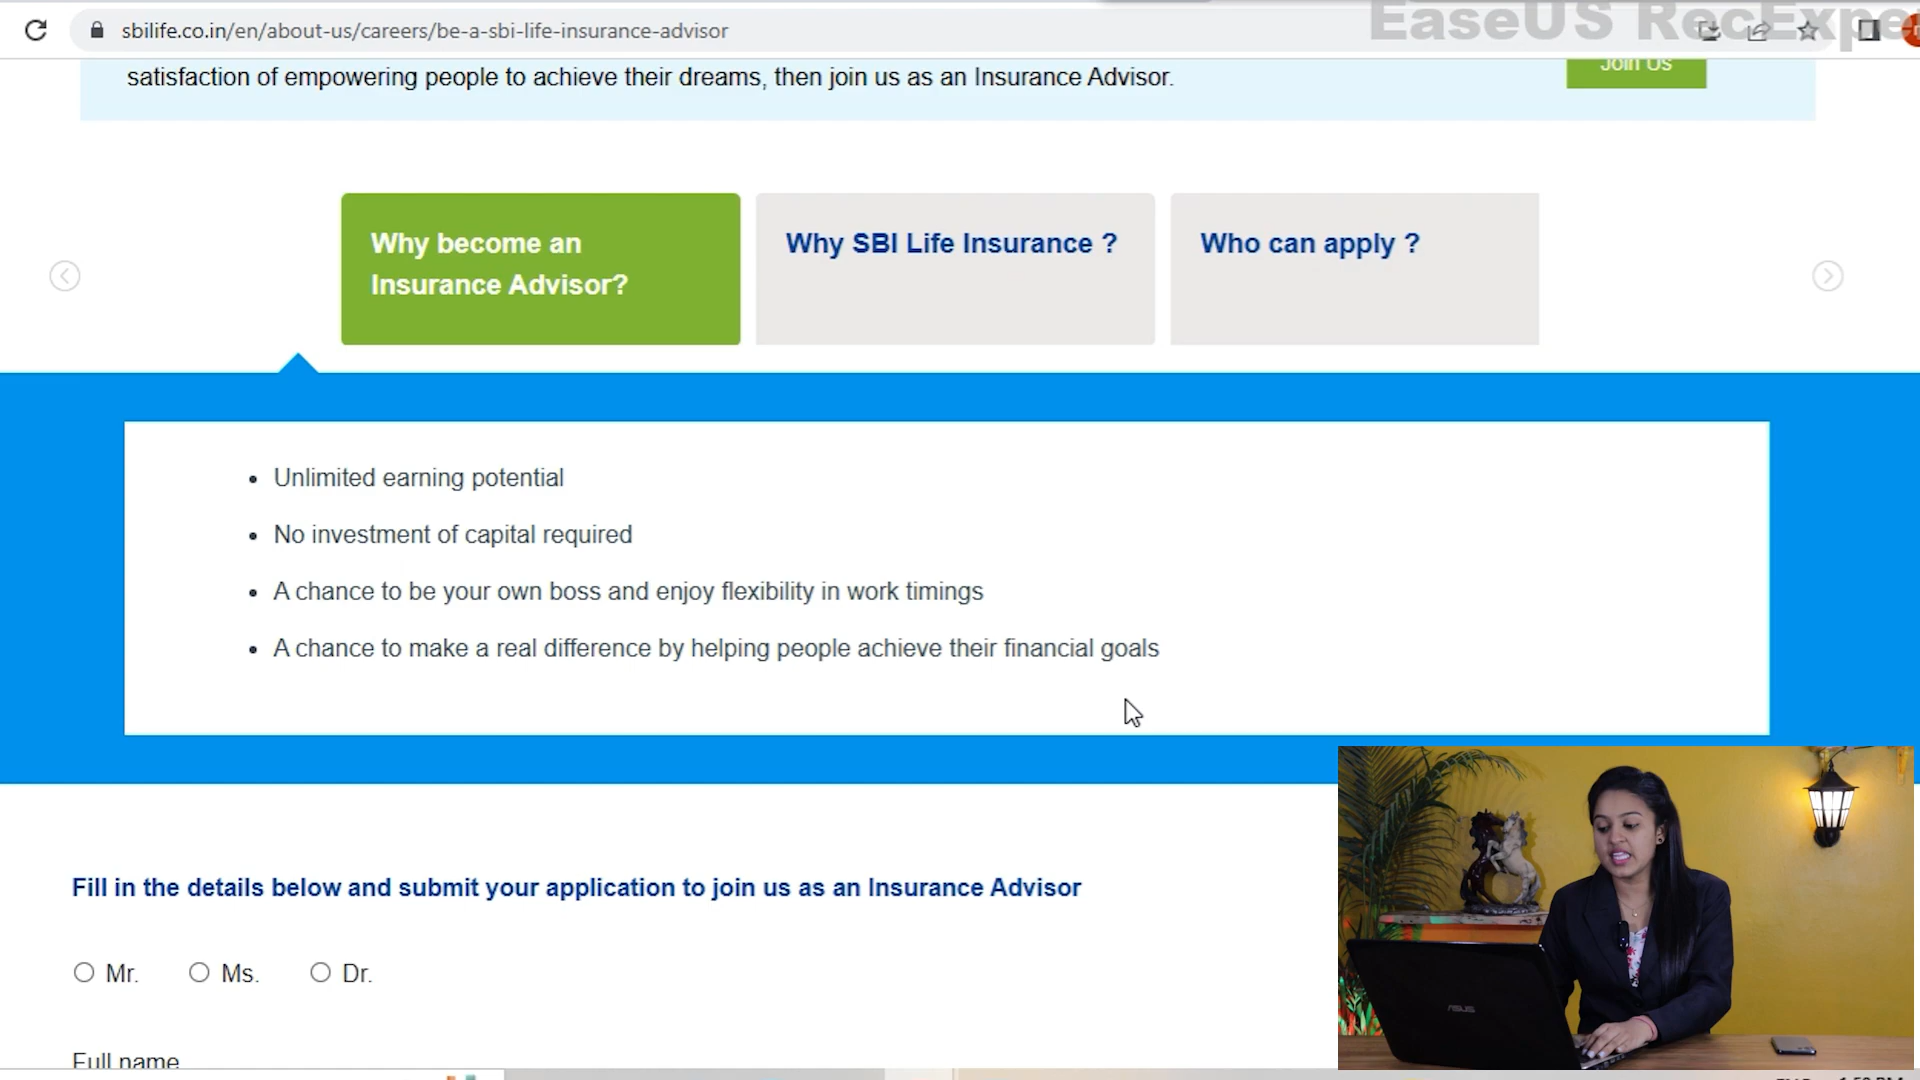 sbilife.co.in/en/about-us/careers/be-a-sbi-life-insurance-advisor
EaseUS RecExpe
satisfaction of empowering people to achieve their dreams, then join us as an Insurance Advisor.
Join Us
Why become an
Insurance Advisor?
Why SBI Life Insurance ?
Who can apply ?
• Unlimited earning potential
• No investment of capital required
• A chance to be your own boss and enjoy flexibility in work timings
• A chance to make a real difference by helping people achieve their financial goals
Fill in the details below and submit your application to join us as an Insurance Advisor
Mr.
Ms.
Dr.
Full name
ASUS